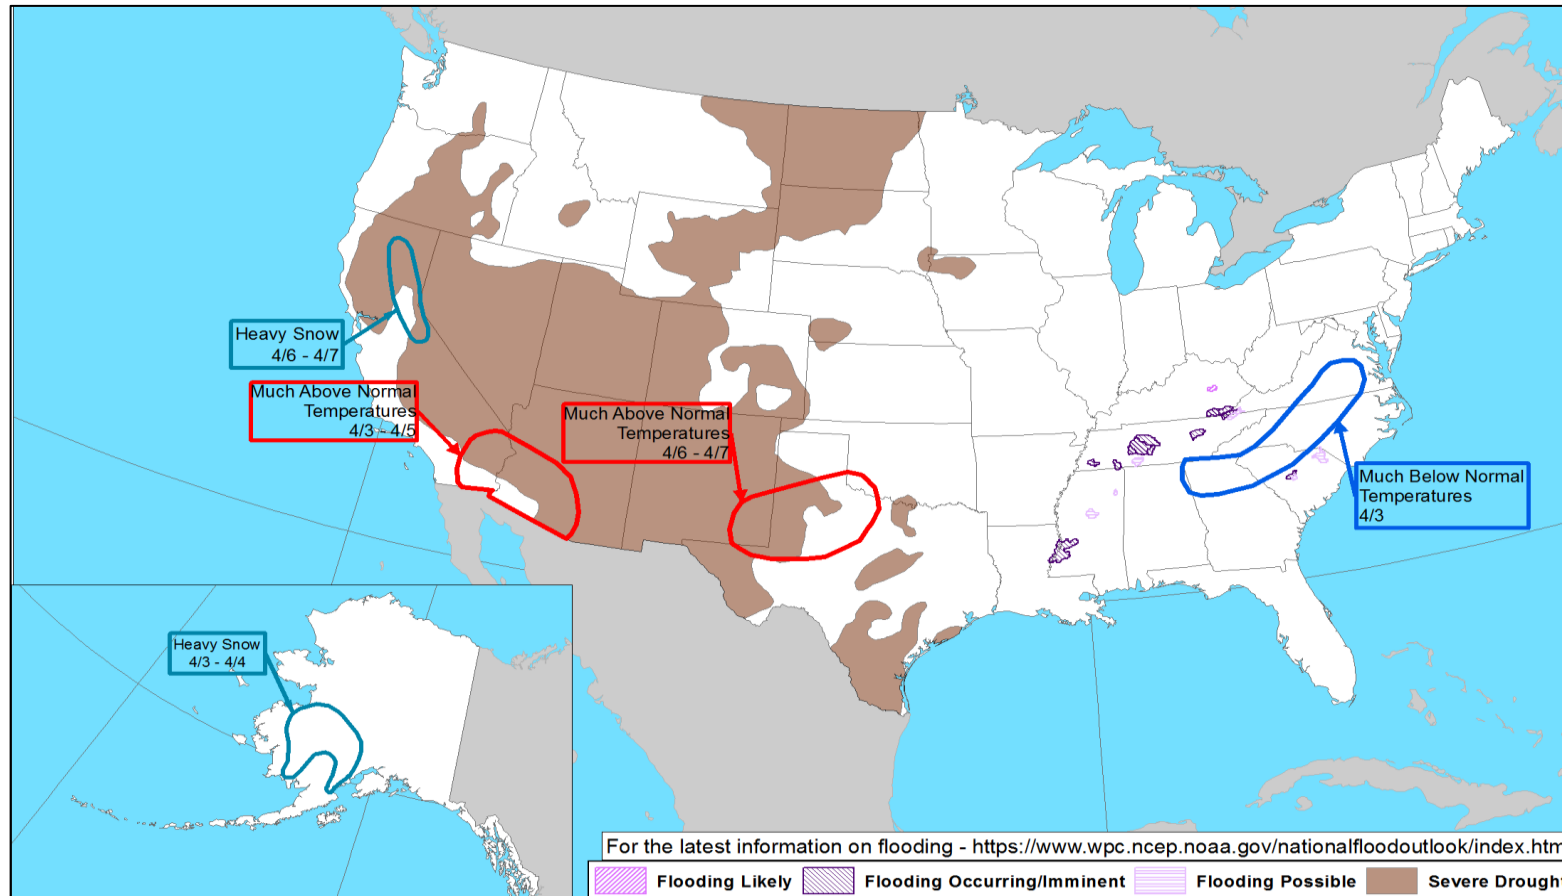 Heavy Snow
4/6 - 4/7
Much Above Normal
Temperatures
4/3 - 4/5
Much Above Normal
Temperatures
4/6 - 4/7
Much Below Normal
Temperatures
4/3
Heavy Snow
4/3 - 4/4
For the latest information on flooding - https://www.wpc.ncep.noaa.gov/nationalfloodoutlook/index.htm
Flooding Likely
Flooding Occurring/Imminent
Flooding Possible
Severe Drough